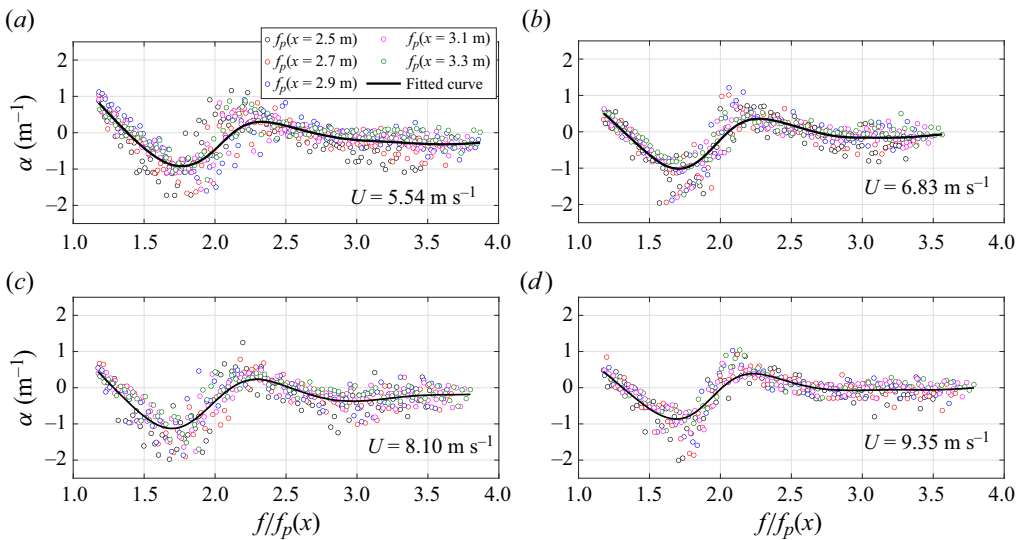 (a)
(b)
f_p(x = 2.5 m) f_p(x = 3.1 m)
f_p(x = 2.7 m) f_p(x = 3.3 m)
f_p(x = 2.9 m) Fitted curve
2
1
0
−1
−2
α (m⁻¹)
U = 5.54 m s⁻¹
1.0 1.5 2.0 2.5 3.0 3.5 4.0
2
1
0
−1
−2
U = 6.83 m s⁻¹
1.0 1.5 2.0 2.5 3.0 3.5 4.0
(c)
(d)
2
1
0
−1
−2
α (m⁻¹)
U = 8.10 m s⁻¹
1.0 1.5 2.0 2.5 3.0 3.5 4.0
f/f_p(x)
2
1
0
−1
−2
U = 9.35 m s⁻¹
1.0 1.5 2.0 2.5 3.0 3.5 4.0
f/f_p(x)